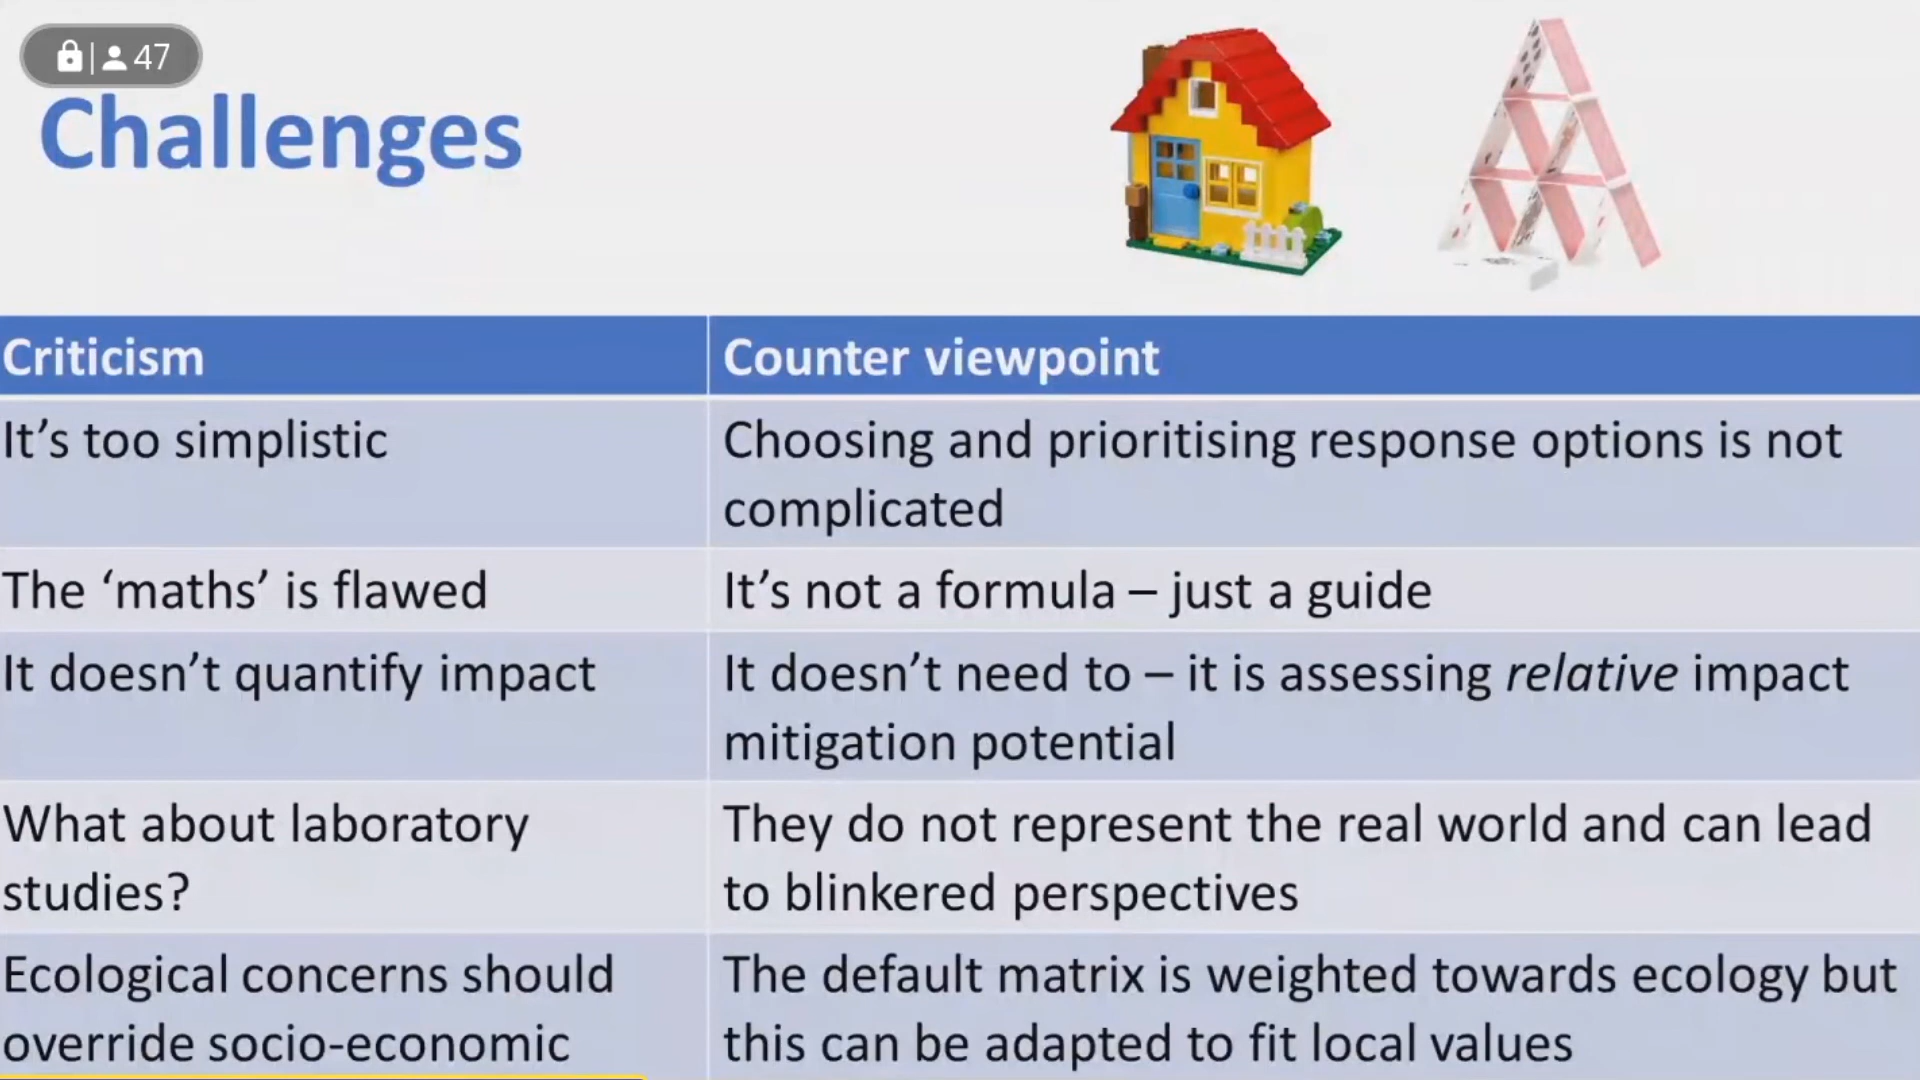 47
Challenges
Criticism
Counter viewpoint
It’s too simplistic
Choosing and prioritising response options is not
complicated
The ‘maths’ is flawed
It’s not a formula – just a guide
It doesn’t quantify impact
It doesn’t need to – it is assessing relative impact
mitigation potential
What about laboratory
studies?
They do not represent the real world and can lead
to blinkered perspectives
Ecological concerns should
override socio-economic
The default matrix is weighted towards ecology but
this can be adapted to fit local values